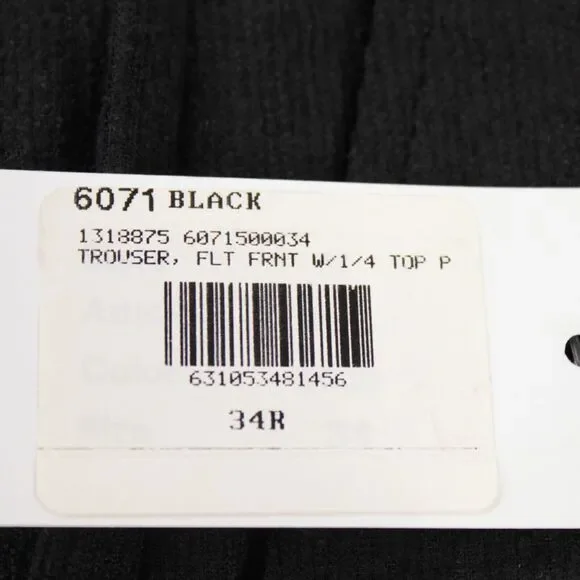 6071 BLACK
1318875 6071500034
TROUSER, FLT FRNT W/1/4 TOP P
631053481456
34R